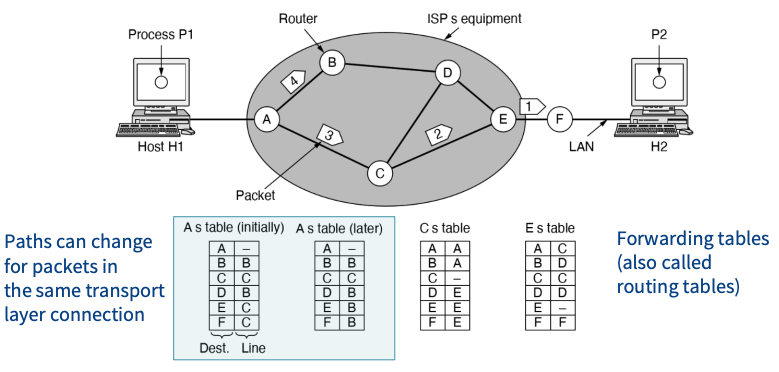 Router
ISP s equipment
Process P1
P2
B
D
4
1
A
3
2
E
F
Host H1
LAN
H2
C
Packet
A s table (initially)
A s table (later)
C s table
E s table
Paths can change
for packets in
the same transport
layer connection
A –
B B
C C
D B
E C
F C
Dest. Line
A –
B B
C C
D B
E B
F B
A A
B A
C –
D E
E E
F E
A C
B D
C C
D D
E –
F F
Forwarding tables
(also called
routing tables)